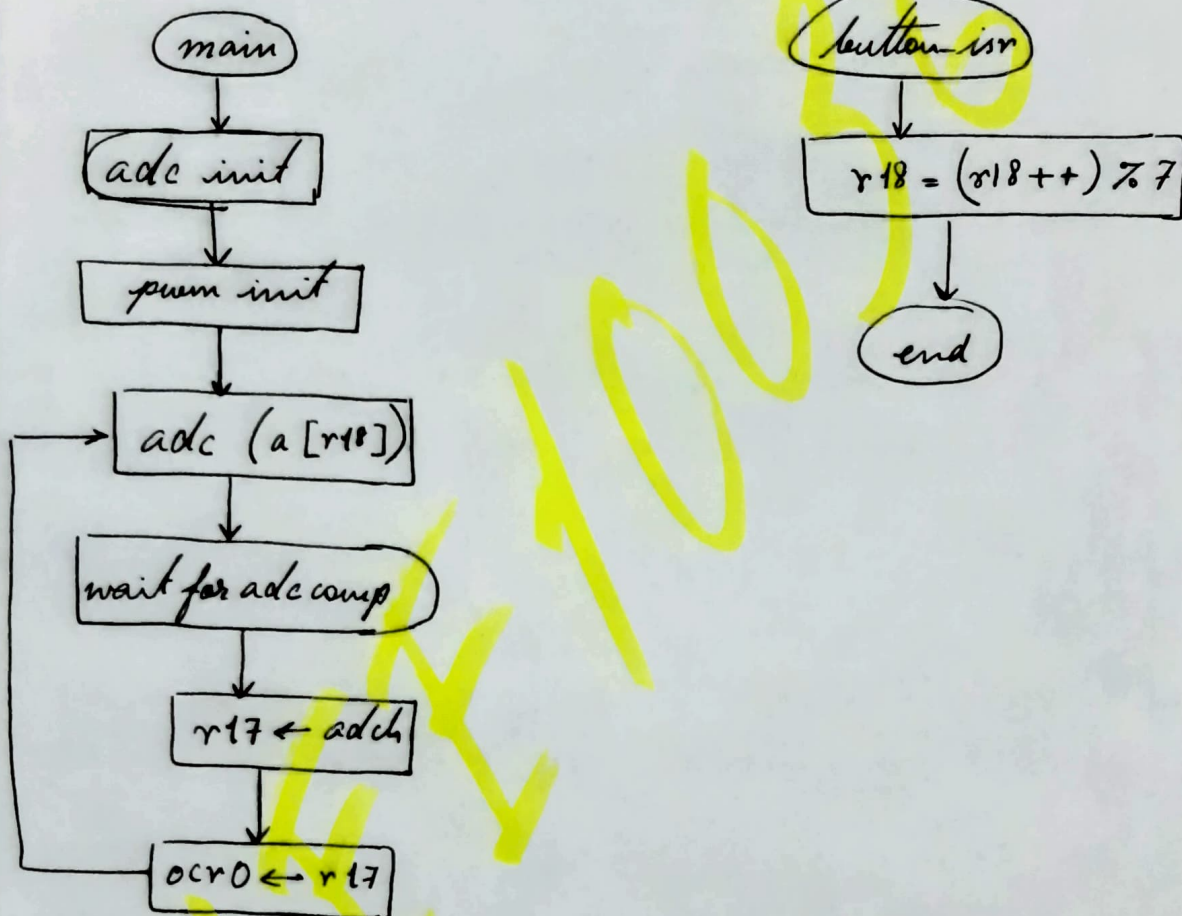 main
adc init
pwm init
adc (a [r18])
wait for adc comp
r17 ← adch
ocr0 ← r17
button_isr
r18 = (r18++) % 7
end